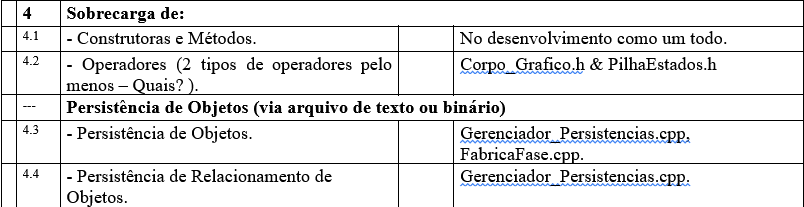 4 Sobrecarga de:
4.1 - Construtoras e Métodos. No desenvolvimento como um todo.
4.2 - Operadores (2 tipos de operadores pelo menos – Quais? ). Corpo_Grafico.h & PilhaEstados.h
--- Persistência de Objetos (via arquivo de texto ou binário)
4.3 - Persistência de Objetos. Gerenciador_Persistencias.cpp, FabricaFase.cpp.
4.4 - Persistência de Relacionamento de Objetos. Gerenciador_Persistencias.cpp.